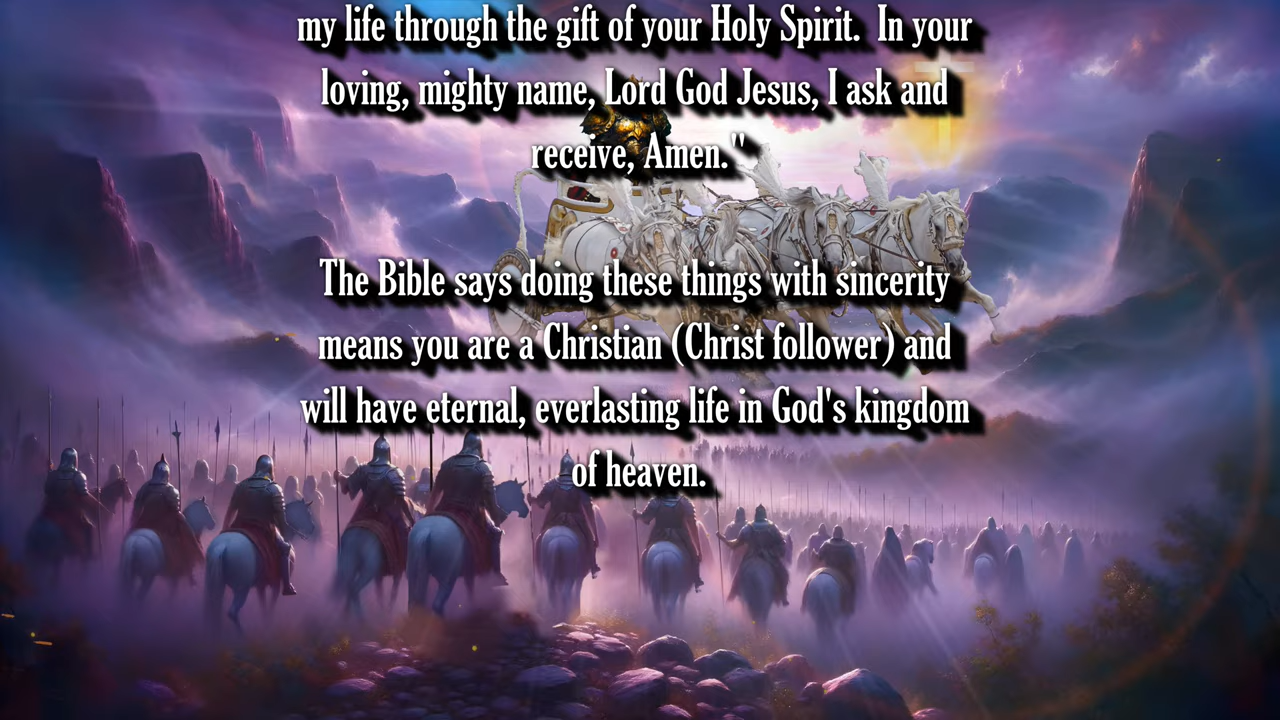 my life through the gift of your Holy Spirit.  In your
loving, mighty name, Lord God Jesus, I ask and
receive, Amen."
The Bible says doing these things with sincerity
means you are a Christian (Christ follower) and
will have eternal, everlasting life in God's kingdom
of heaven.